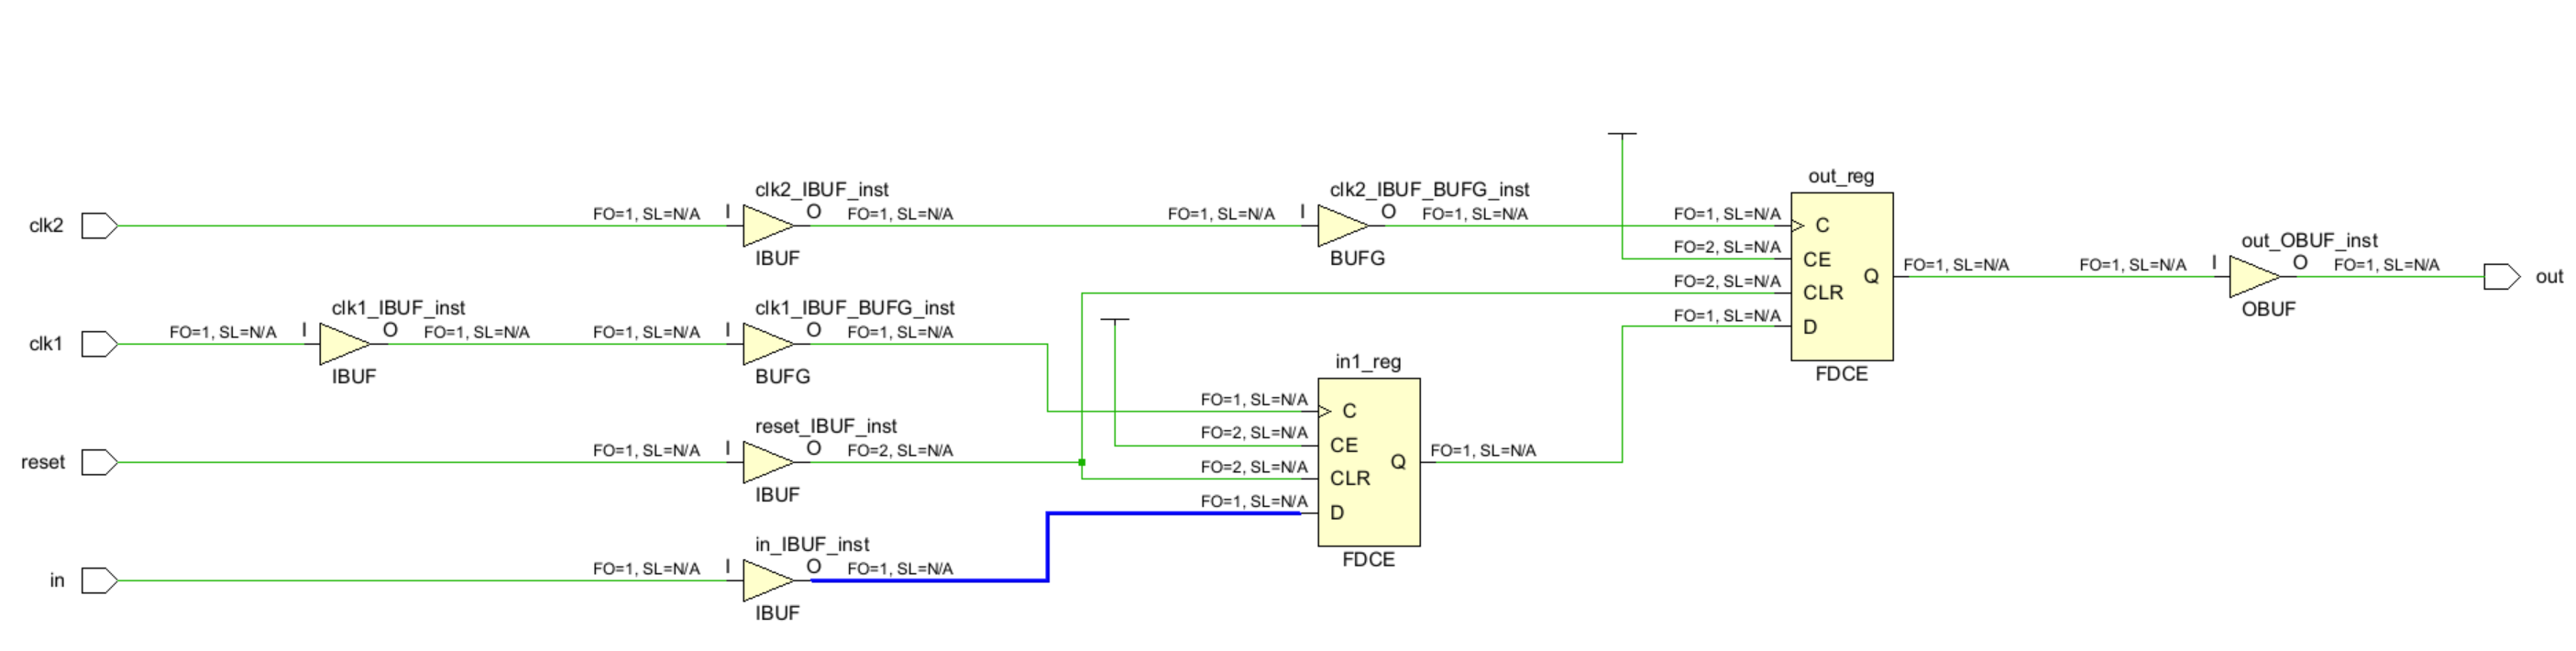 out_reg
clk2_IBUF_inst
clk2_IBUF_BUFG_inst
clk2
FO=1, SL=N/A
I
O
FO=1, SL=N/A
FO=1, SL=N/A
I
O
FO=1, SL=N/A
FO=1, SL=N/A
C
IBUF
BUFG
FO=2, SL=N/A
CE
FO=2, SL=N/A
CLR
FO=1, SL=N/A
D
Q
FDCE
FO=1, SL=N/A
FO=1, SL=N/A
I
out_OBUF_inst
O
OBUF
FO=1, SL=N/A
out
clk1_IBUF_inst
clk1_IBUF_BUFG_inst
clk1
FO=1, SL=N/A
I
O
FO=1, SL=N/A
FO=1, SL=N/A
I
O
FO=1, SL=N/A
IBUF
BUFG
in1_reg
FO=1, SL=N/A
C
FO=2, SL=N/A
CE
FO=2, SL=N/A
CLR
FO=1, SL=N/A
D
Q
FO=1, SL=N/A
FDCE
reset_IBUF_inst
reset
FO=1, SL=N/A
I
O
FO=2, SL=N/A
IBUF
in_IBUF_inst
in
FO=1, SL=N/A
I
O
FO=1, SL=N/A
IBUF